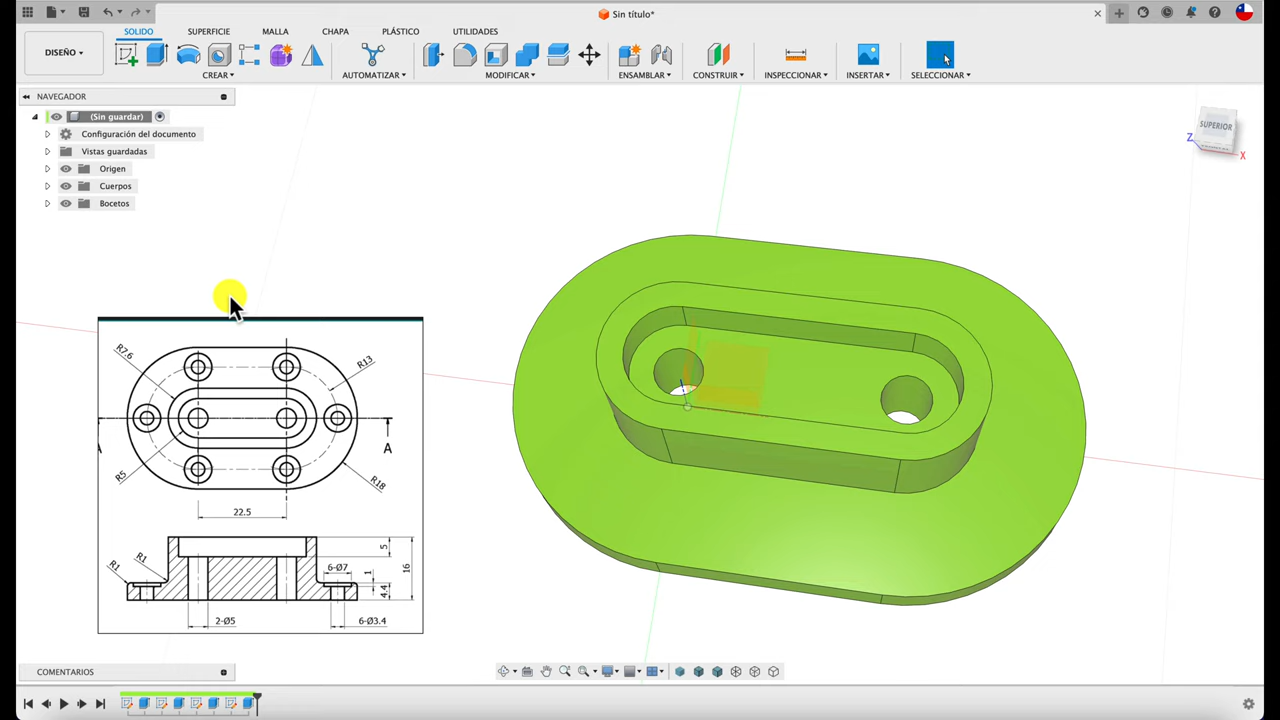 Sin título*
SÓLIDO
SUPERFICIE
MALLA
CHAPA
PLÁSTICO
UTILIDADES
DISEÑO
CREAR
AUTOMATIZAR
MODIFICAR
ENSAMBLAR
CONSTRUIR
INSPECCIONAR
INSERTAR
SELECCIONAR
NAVEGADOR
(Sin guardar)
Configuración del documento
Vistas guardadas
Origen
Cuerpos
Bocetos
SUPERIOR
Z
X
R7.6
R13
A
A
R5
R18
22.5
5
R1
R1
6-Ø7
1
16
4.4
2-Ø5
6-Ø3.4
COMENTARIOS